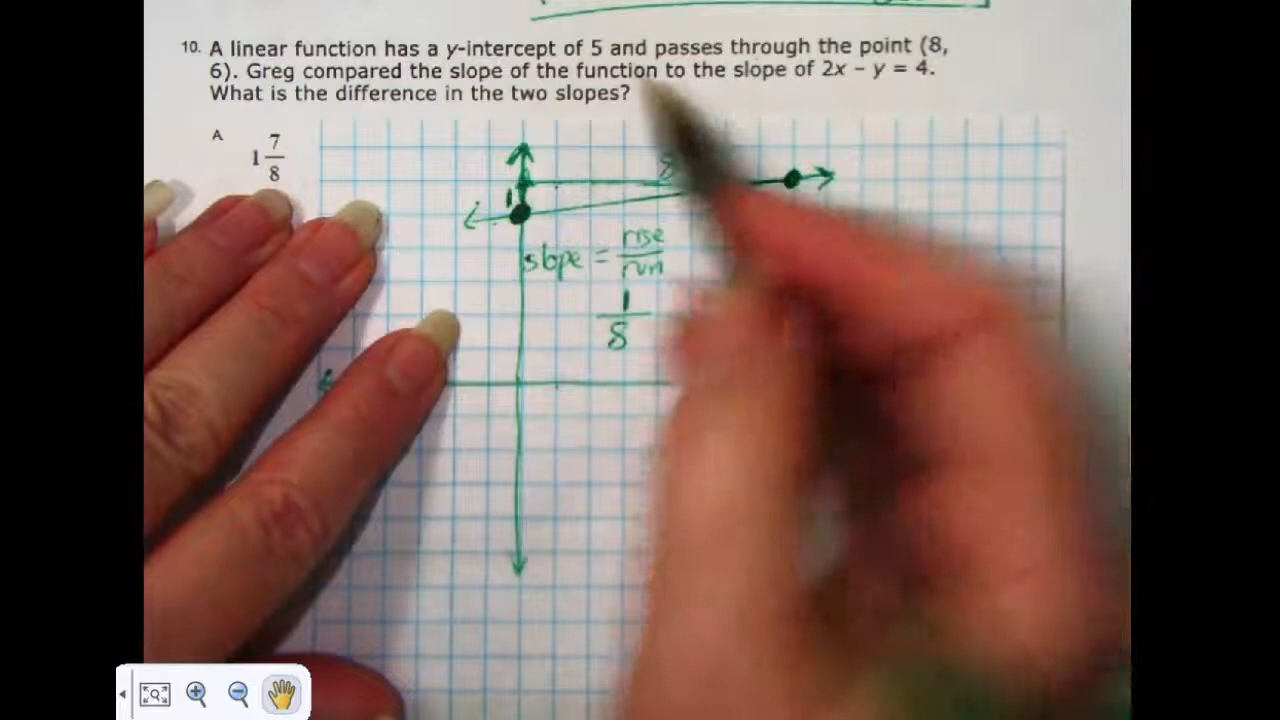 10. A linear function has a y-intercept of 5 and passes through the point (8,
6). Greg compared the slope of the function to the slope of 2x − y = 4.
What is the difference in the two slopes?
A
1 7/8
8
1
slope = rise/run
1/8